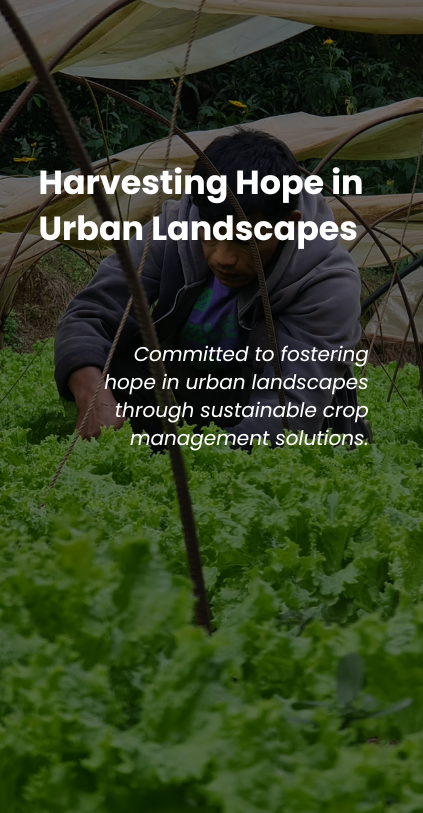 Harvesting Hope in
Urban Landscapes
Committed to fostering
hope in urban landscapes
through sustainable crop
management solutions.